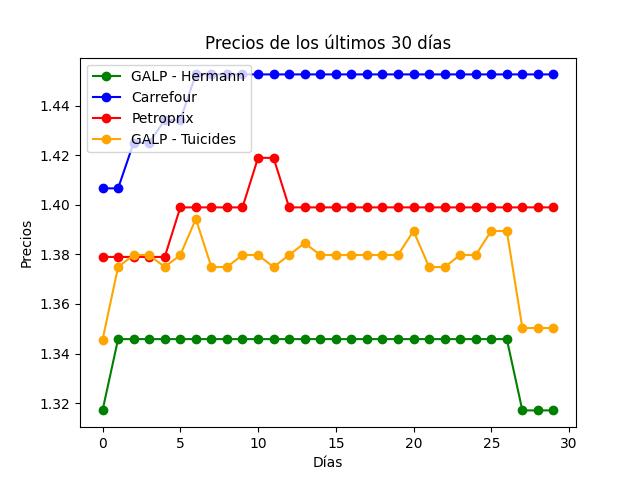 Precios de los últimos 30 días
GALP - Hermann
Carrefour
Petroprix
GALP - Tuicides
Precios
1.44
1.42
1.40
1.38
1.36
1.34
1.32
0 5 10 15 20 25 30
Días